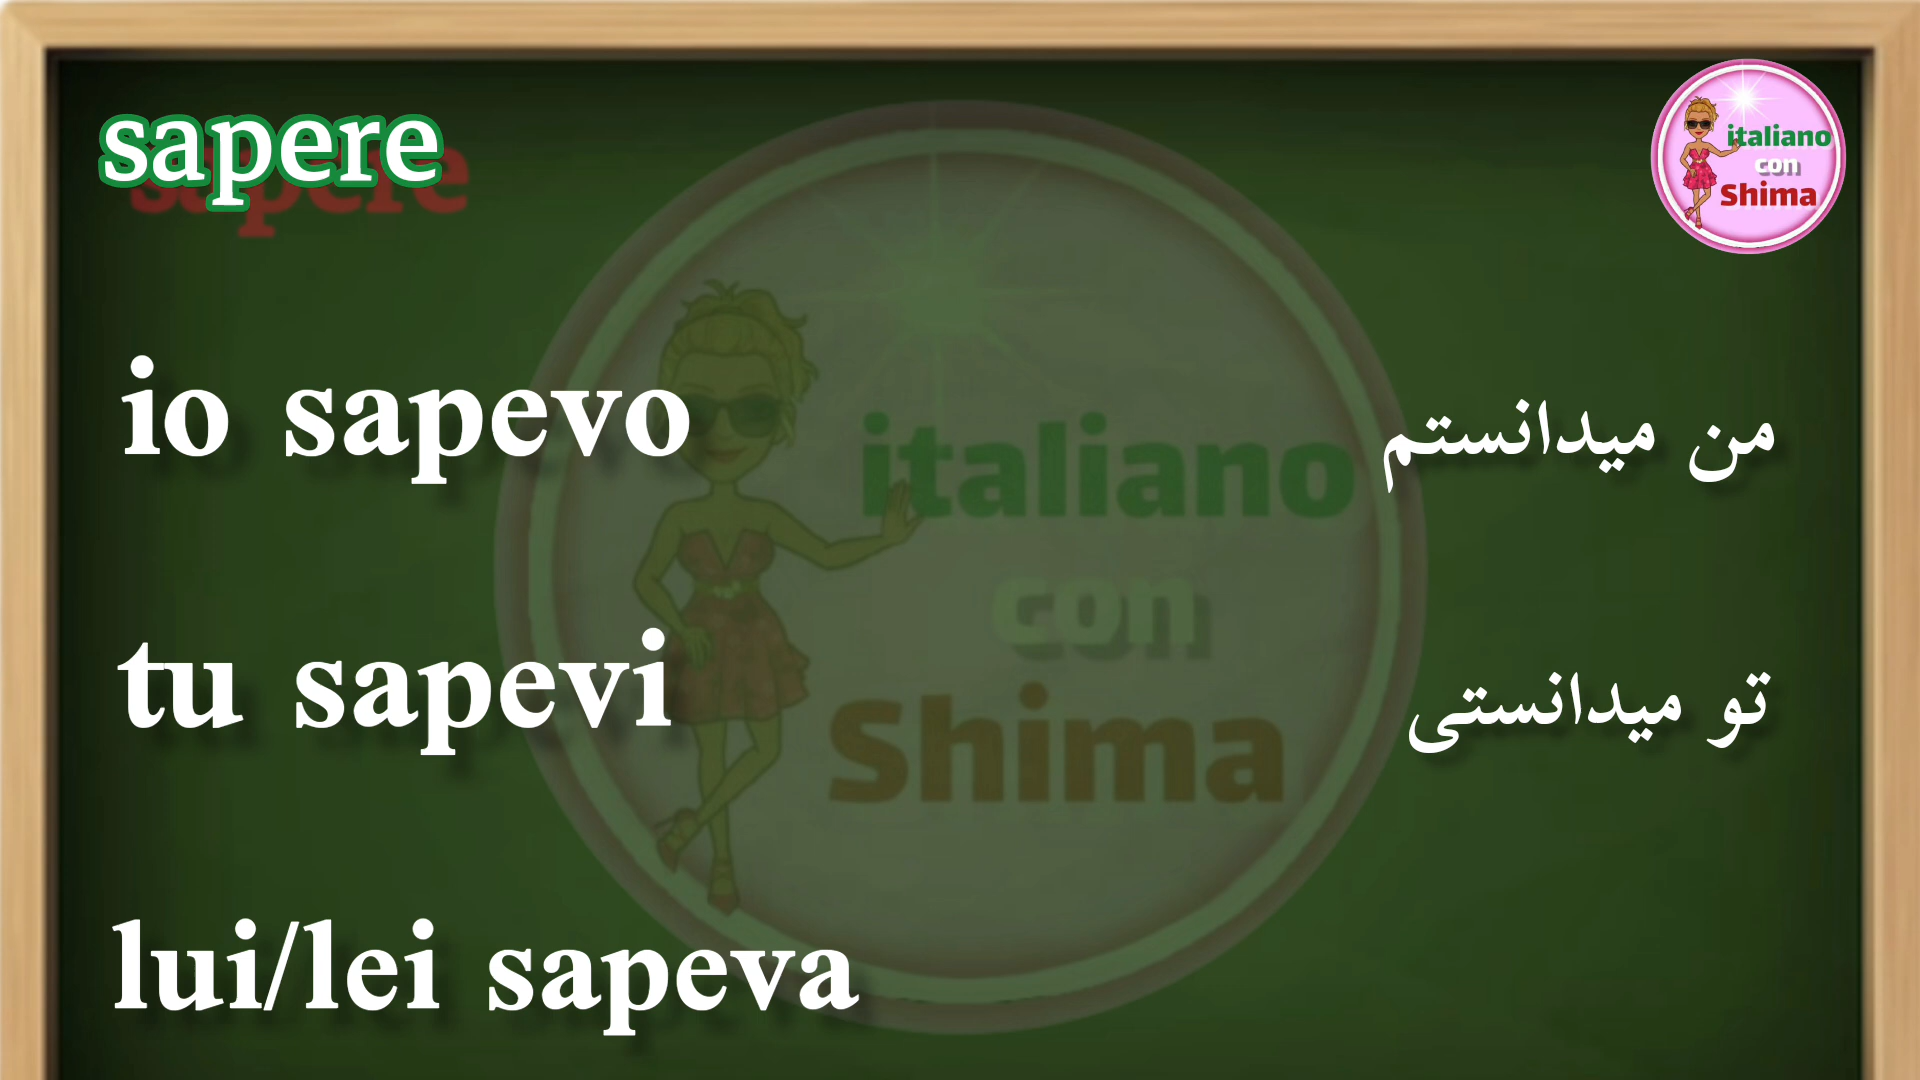 sapere
italiano
con
Shima
io sapevo من میدانستم
tu sapevi تو میدانستی
lui/lei sapeva
italiano
con
Shima